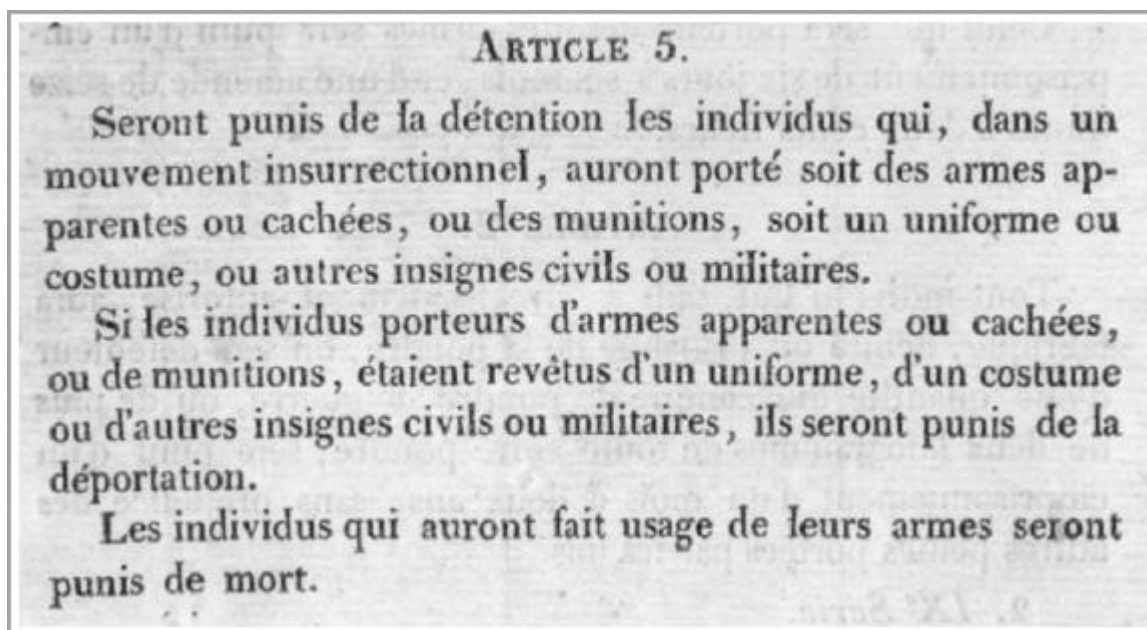 ARTICLE 5.
Seront punis de la détention les individus qui, dans un
mouvement insurrectionnel, auront porté soit des armes ap-
parentes ou cachées, ou des munitions, soit un uniforme ou
costume, ou autres insignes civils ou militaires.
Si les individus porteurs d'armes apparentes ou cachées,
ou de munitions, étaient revêtus d'un uniforme, d'un costume
ou d'autres insignes civils ou militaires, ils seront punis de la
déportation.
Les individus qui auront fait usage de leurs armes seront
punis de mort.